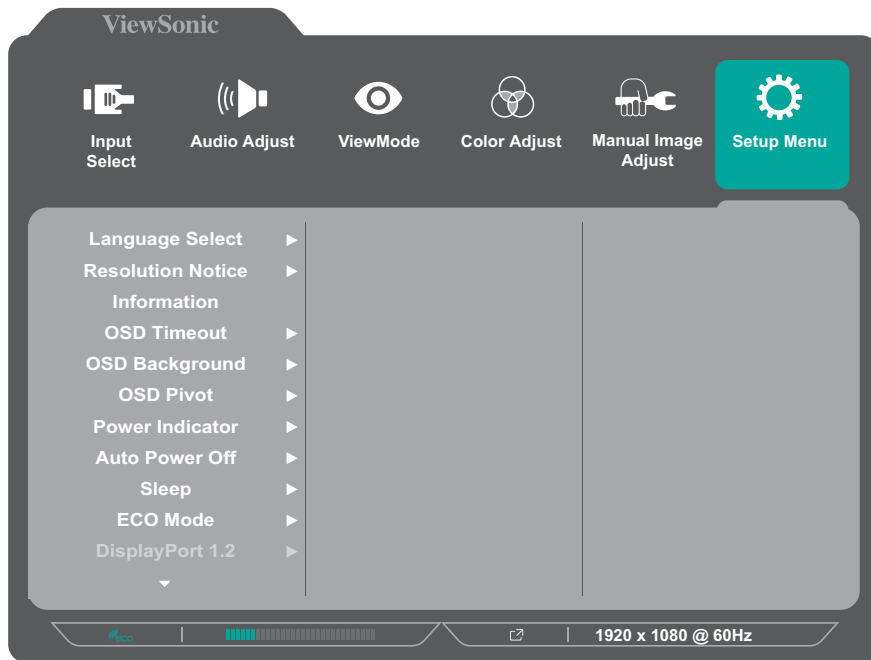 ViewSonic
Input
Select
Audio Adjust
ViewMode
Color Adjust
Manual Image
Adjust
Setup Menu
Language Select
Resolution Notice
Information
OSD Timeout
OSD Background
OSD Pivot
Power Indicator
Auto Power Off
Sleep
ECO Mode
DisplayPort 1.2
eco
1920 x 1080 @ 60Hz